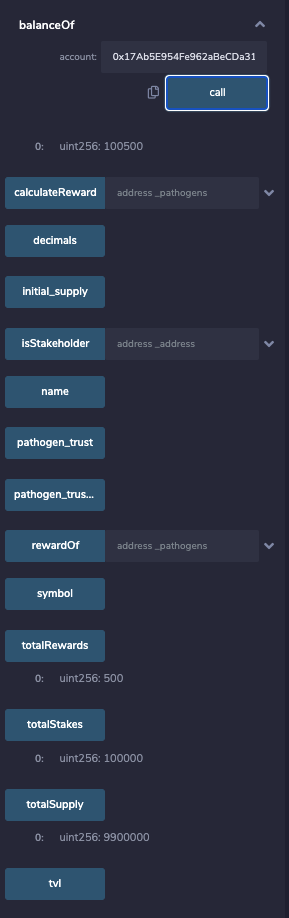 balanceOf
account: 0x17Ab5E954Fe962aBeCDa31
call
0: uint256: 100500
calculateReward address _pathogens
decimals
initial_supply
isStakeholder address _address
name
pathogen_trust
pathogen_trus...
rewardOf address _pathogens
symbol
totalRewards
0: uint256: 500
totalStakes
0: uint256: 100000
totalSupply
0: uint256: 9900000
tvl